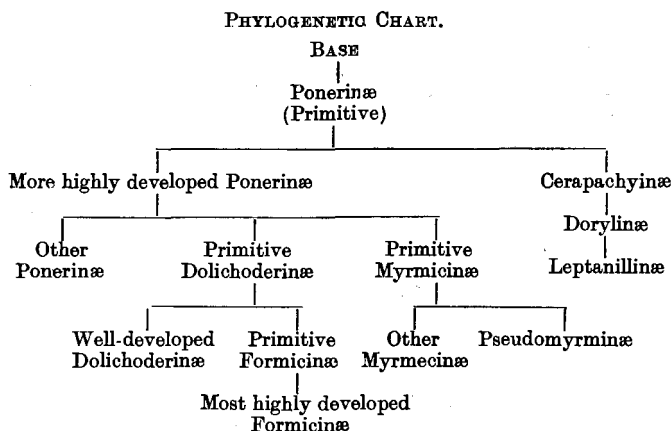 PHYLOGENETIC CHART.
BASE
Ponerinæ
(Primitive)
More highly developed Ponerinæ
Cerapachyinæ
Other
Ponerinæ
Primitive
Dolichoderinæ
Primitive
Myrmicinæ
Dorylinæ
Leptanillinæ
Well-developed
Dolichoderinæ
Primitive
Formicinæ
Other
Myrmecinæ
Pseudomyrminæ
Most highly developed
Formicinæ